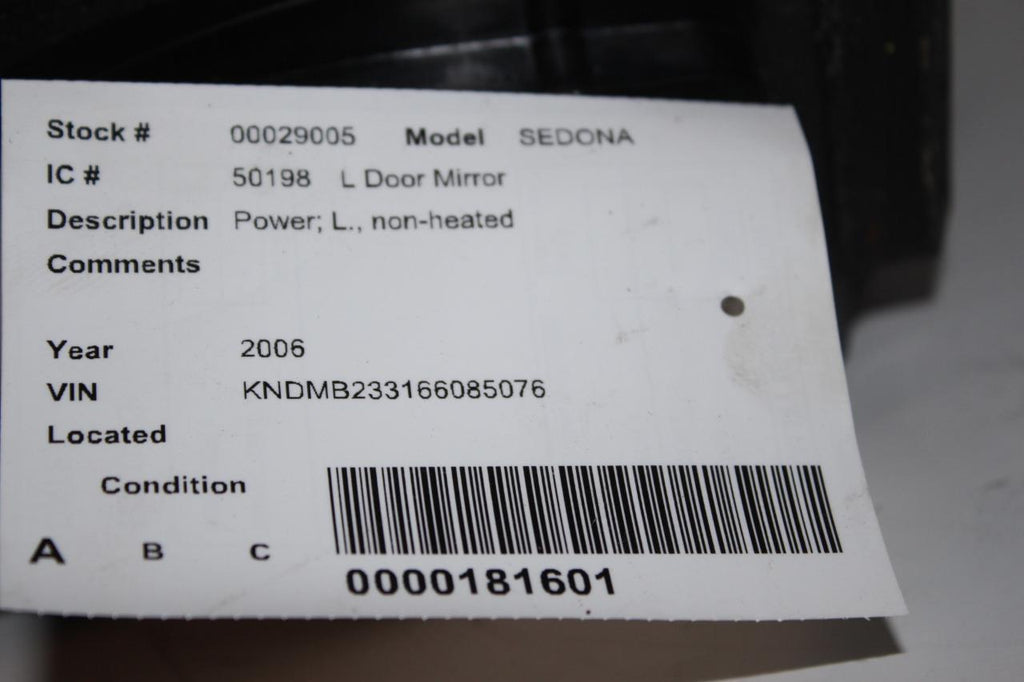 Stock # 00029005 Model SEDONA
IC # 50198 L Door Mirror
Description Power; L., non-heated
Comments
Year 2006
VIN KNDMB233166085076
Located
Condition
A B C
0000181601